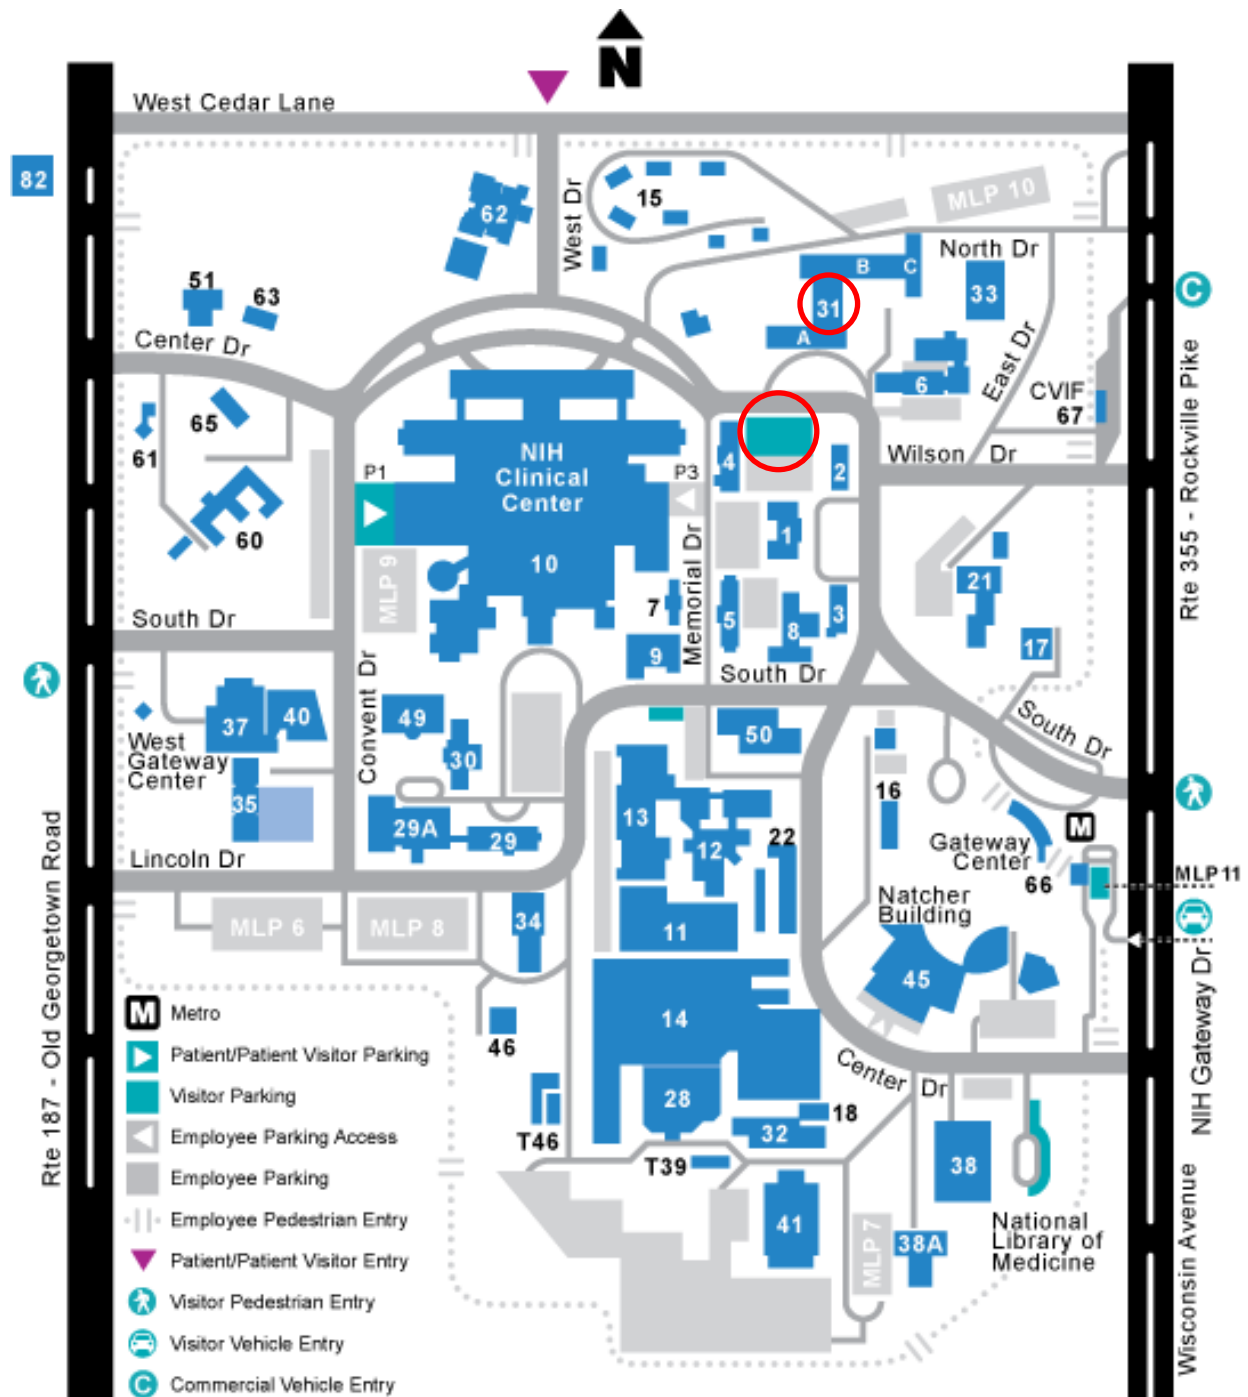 N
West Cedar Lane
82
62
West Dr
15
MLP 10
North Dr
B
C
31
A
33
51
63
Center Dr
65
61
60
6
East Dr
CVIF
67
C
Rte 355 - Rockville Pike
Wilson Dr
NIH
Clinical
Center
10
P1
P3
4
2
1
Memorial Dr
MLP 9
7
5
8
3
9
21
17
South Dr
South Dr
South Dr
37
40
West
Gateway
Center
35
Convent Dr
49
30
50
29A
29
13
12
22
16
Gateway
Center
66
M
MLP 11
Lincoln Dr
MLP 6
MLP 8
34
11
Natcher
Building
45
14
46
28
Center Dr
18
32
T46
T39
41
MLP 7
38
38A
National
Library of
Medicine
NIH Gateway Dr
Wisconsin Avenue
Rte 187 - Old Georgetown Road
M Metro
Patient/Patient Visitor Parking
Visitor Parking
Employee Parking Access
Employee Parking
Employee Pedestrian Entry
Patient/Patient Visitor Entry
Visitor Pedestrian Entry
Visitor Vehicle Entry
C Commercial Vehicle Entry